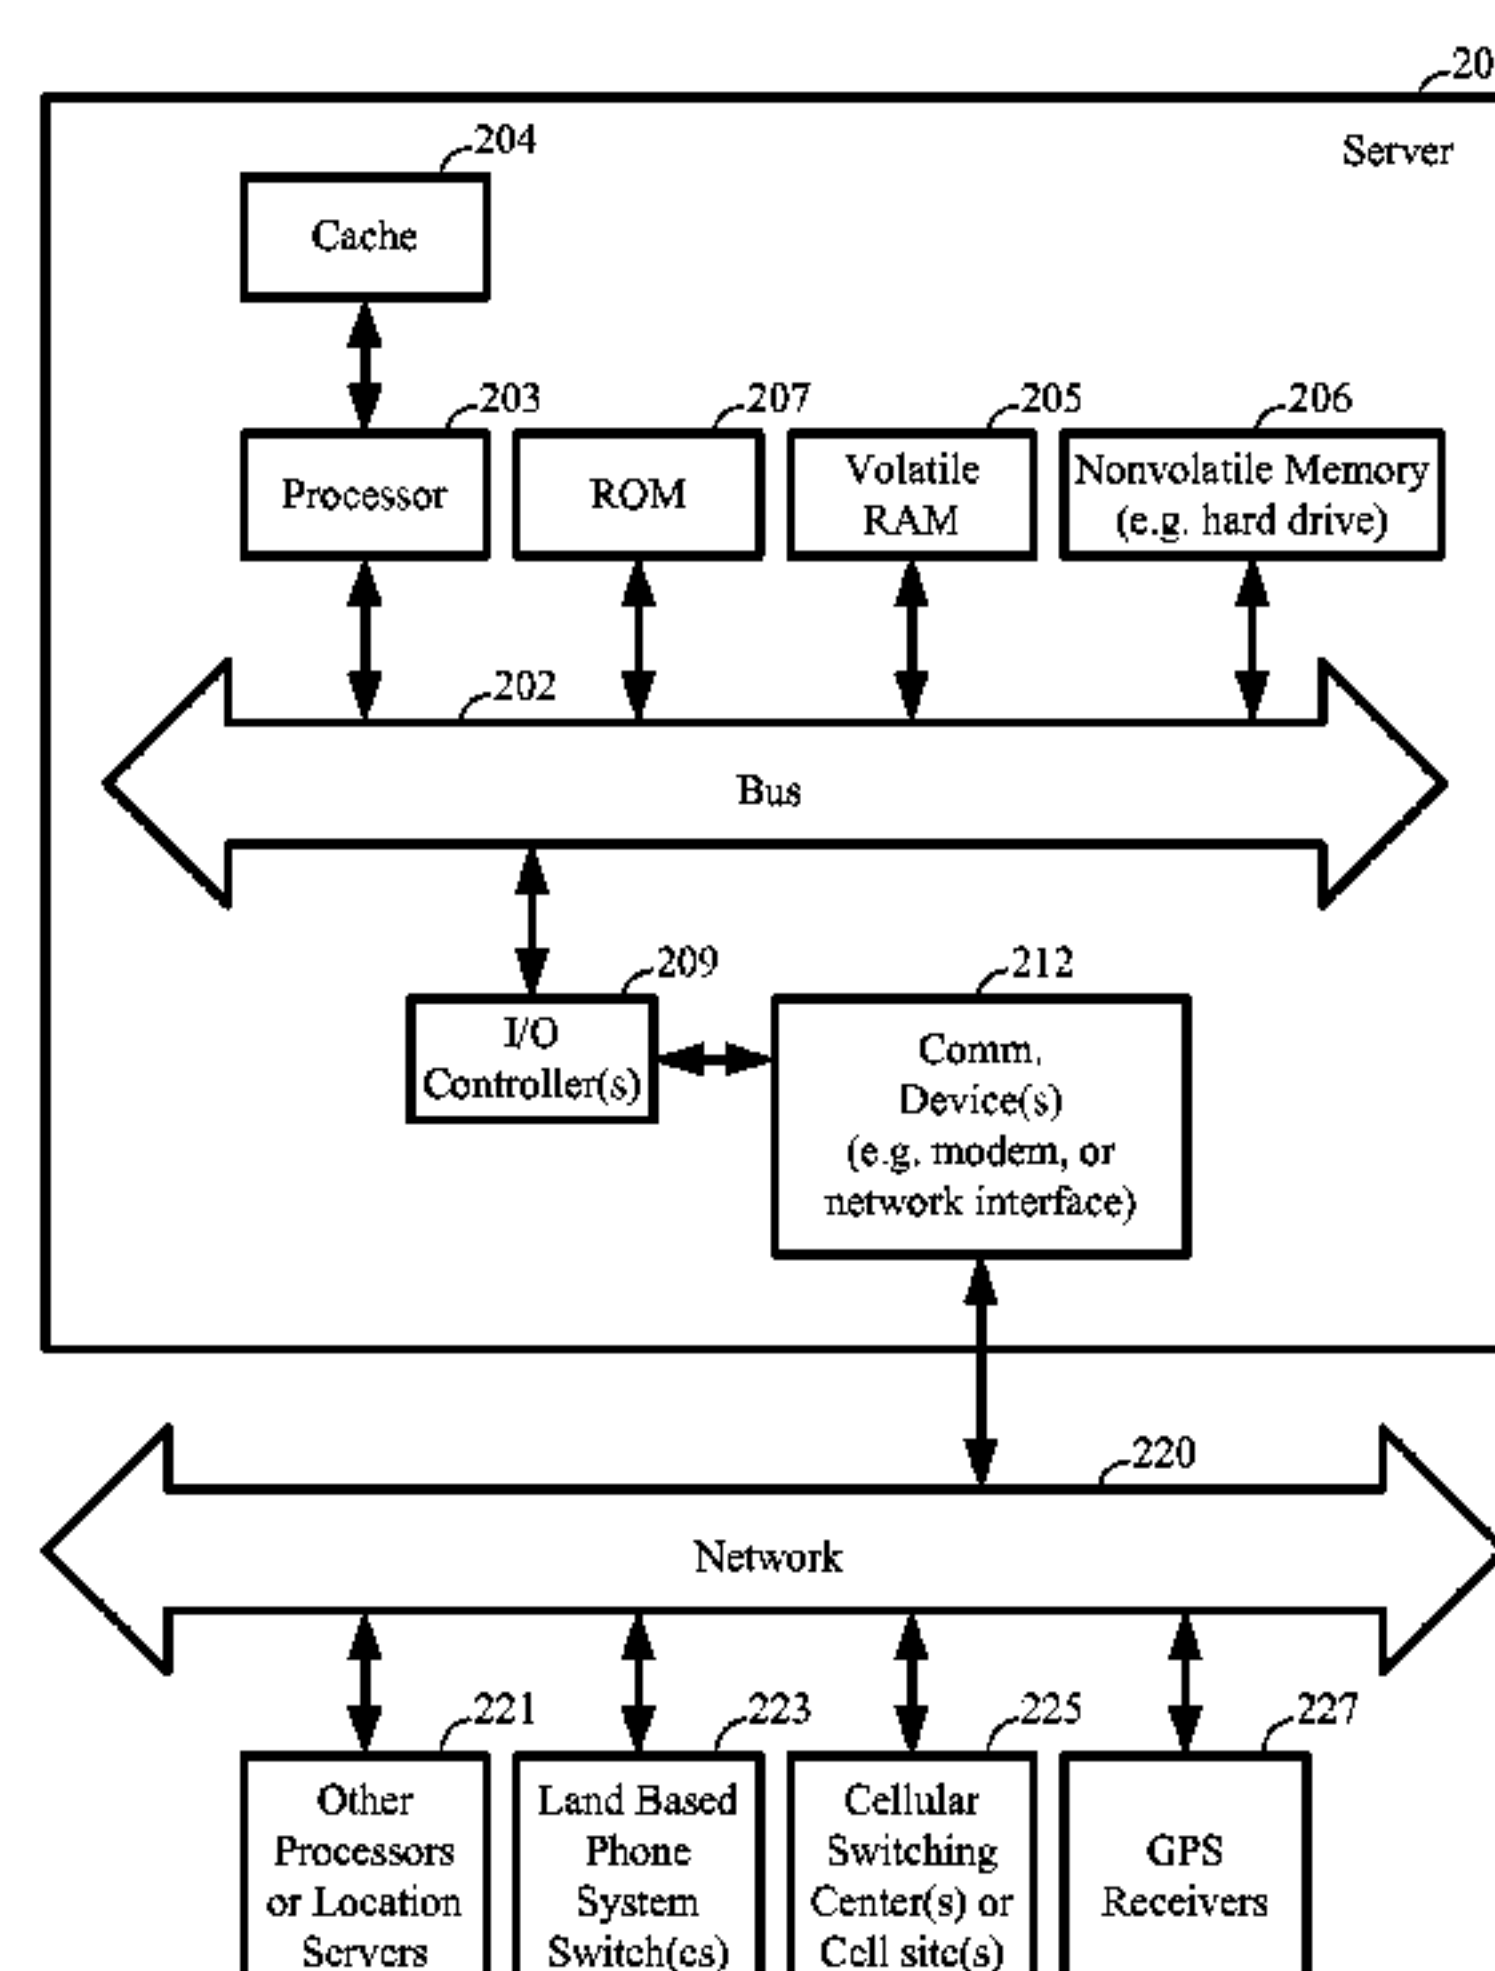 20
Server
204
Cache
203
207
205
206
Processor
ROM
Volatile
RAM
Nonvolatile Memory
(e.g. hard drive)
202
Bus
209
212
I/O
Controller(s)
Comm.
Device(s)
(e.g. modem, or
network interface)
220
Network
221
223
225
227
Other
Processors
or Location
Servers
Land Based
Phone
System
Switch(es)
Cellular
Switching
Center(s) or
Cell site(s)
GPS
Receivers